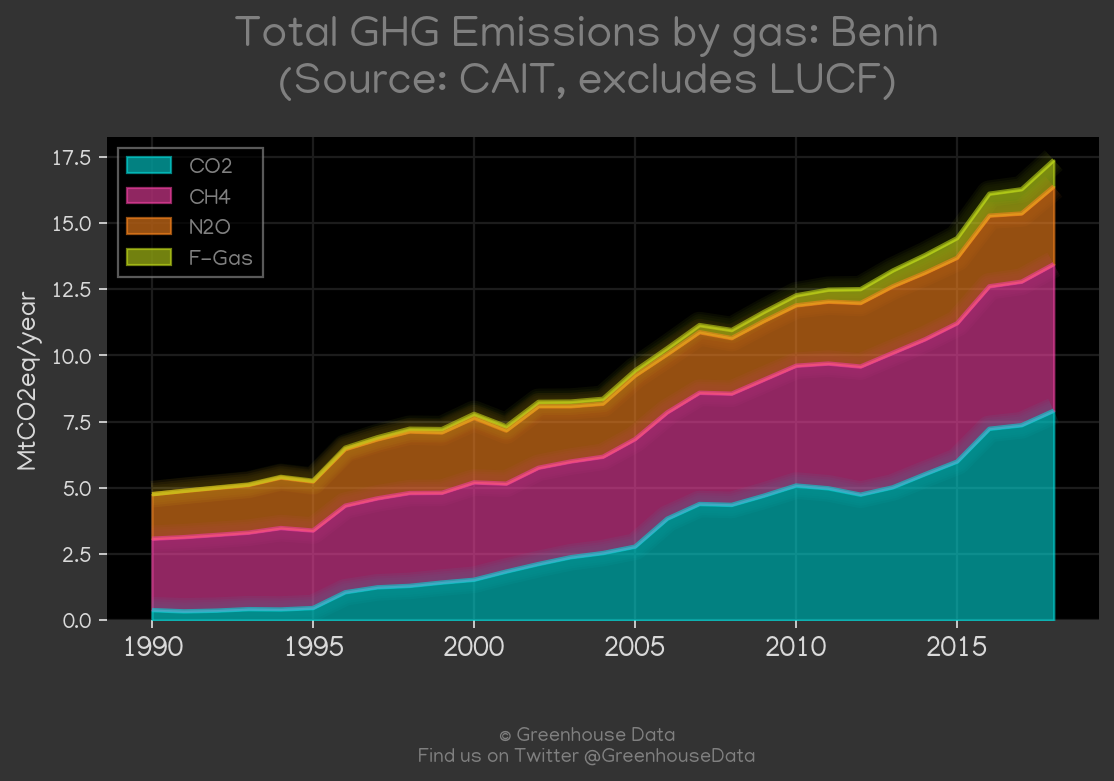 Total GHG Emissions by gas: Benin
(Source: CAIT, excludes LUCF)
CO2
CH4
N2O
F-Gas
MtCO2eq/year
17.5
15.0
12.5
10.0
7.5
5.0
2.5
0.0
1990 1995 2000 2005 2010 2015
© Greenhouse Data
Find us on Twitter @GreenhouseData